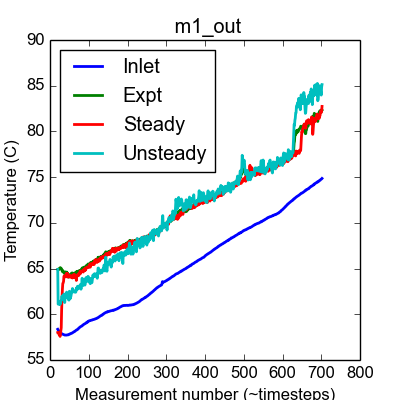 m1_out
90
85
80
75
70
65
60
55
Temperature (C)
Inlet
Expt
Steady
Unsteady
0 100 200 300 400 500 600 700 800
Measurement number (~timesteps)